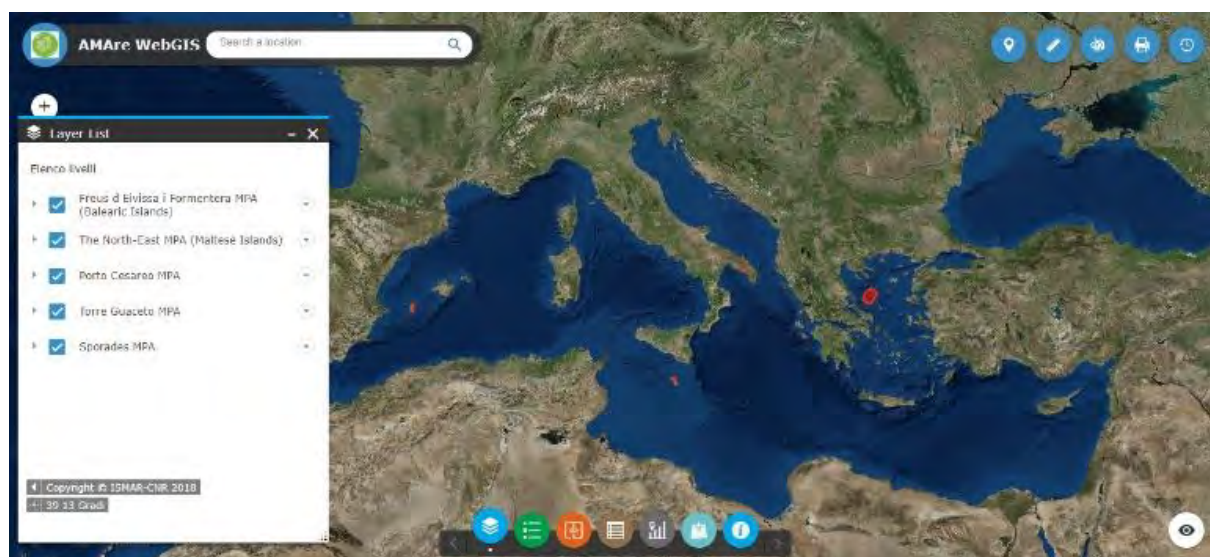 AMAre WebGIS
Search a location
Layer List
Elenco livelli
Freus d Eivissa i Formentera MPA
(Balearic Islands)
The North-East MPA (Maltese Islands)
Porto Cesareo MPA
Torre Guaceto MPA
Sporades MPA
Copyright © ISMAR-CNR 2018
39 13 Gradi